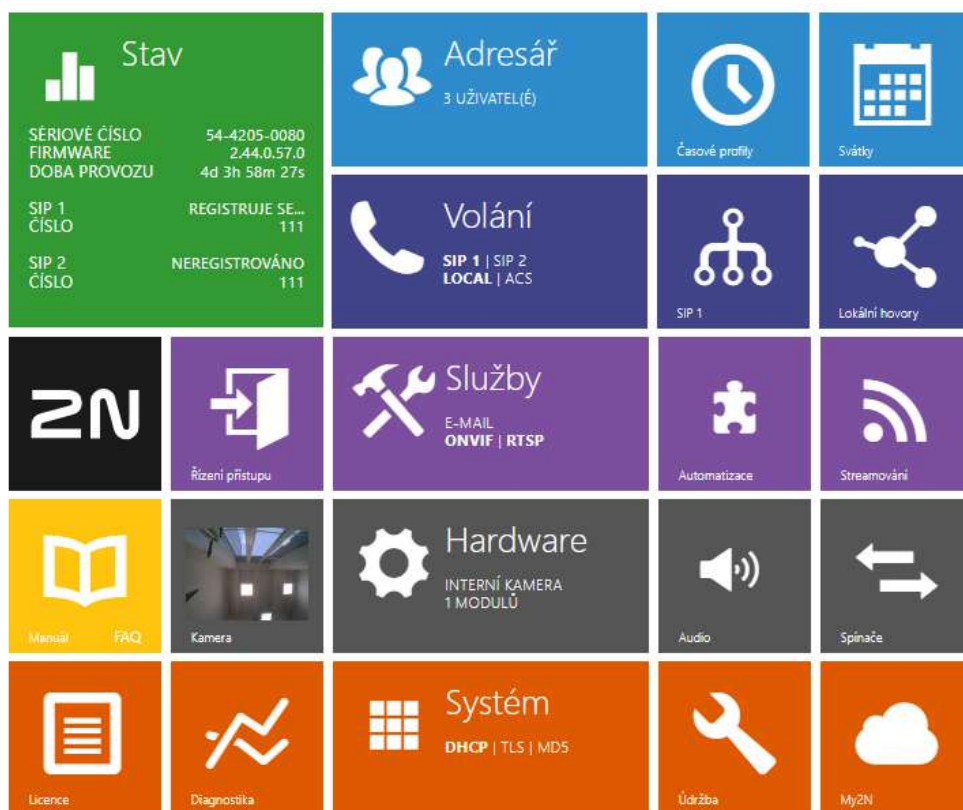 Stav
SÉRIOVÉ ČÍSLO 54-4205-0080
FIRMWARE 2.44.0.57.0
DOBA PROVOZU 4d 3h 58m 27s
SIP 1 REGISTRUJE SE...
ČÍSLO 111
SIP 2 NEREGISTROVÁNO
ČÍSLO 111
Adresář
3 UŽIVATEL(É)
Časové profily
Svátky
Volání
SIP 1 | SIP 2
LOCAL | ACS
SIP 1
Lokální hovory
2N
Řízení přístupu
Služby
E-MAIL
ONVIF | RTSP
Automatizace
Streamování
Manuál FAQ
Kamera
Hardware
INTERNÍ KAMERA
1 MODULŮ
Audio
Spínače
Licence
Diagnostika
Systém
DHCP | TLS | MD5
Údržba
My2N